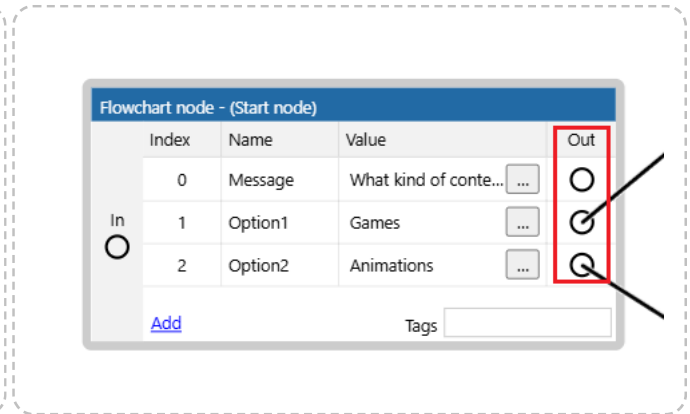 Flowchart node - (Start node)
Index Name Value Out
0 Message What kind of conte... ...
In
1 Option1 Games ...
2 Option2 Animations ...
Add Tags